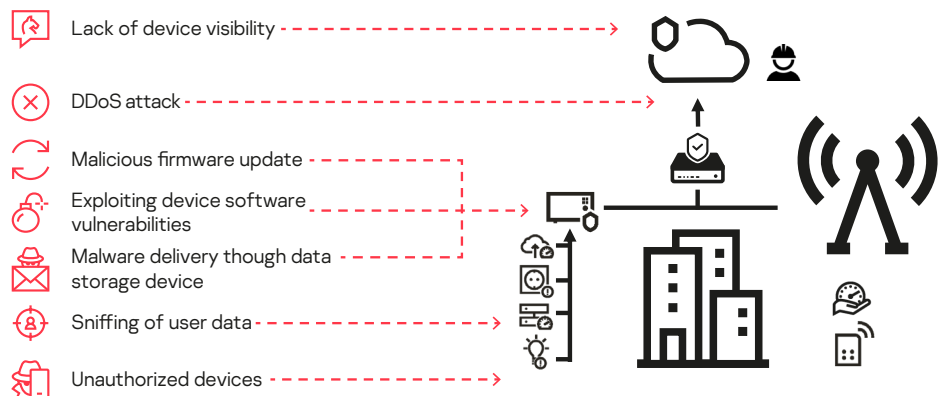 Lack of device visibility
DDoS attack
Malicious firmware update
Exploiting device software
vulnerabilities
Malware delivery though data
storage device
Sniffing of user data
Unauthorized devices